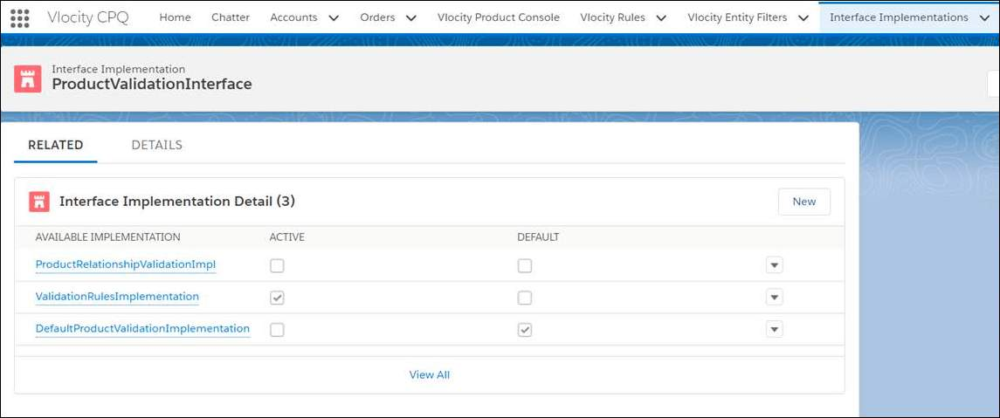 Vlocity CPQ Home Chatter Accounts Orders Vlocity Product Console Vlocity Rules Vlocity Entity Filters Interface Implementations
Interface Implementation
ProductValidationInterface
RELATED DETAILS
Interface Implementation Detail (3) New
AVAILABLE IMPLEMENTATION ACTIVE DEFAULT
ProductRelationshipValidationImpl
ValidationRulesImplementation
DefaultProductValidationImplementation
View All